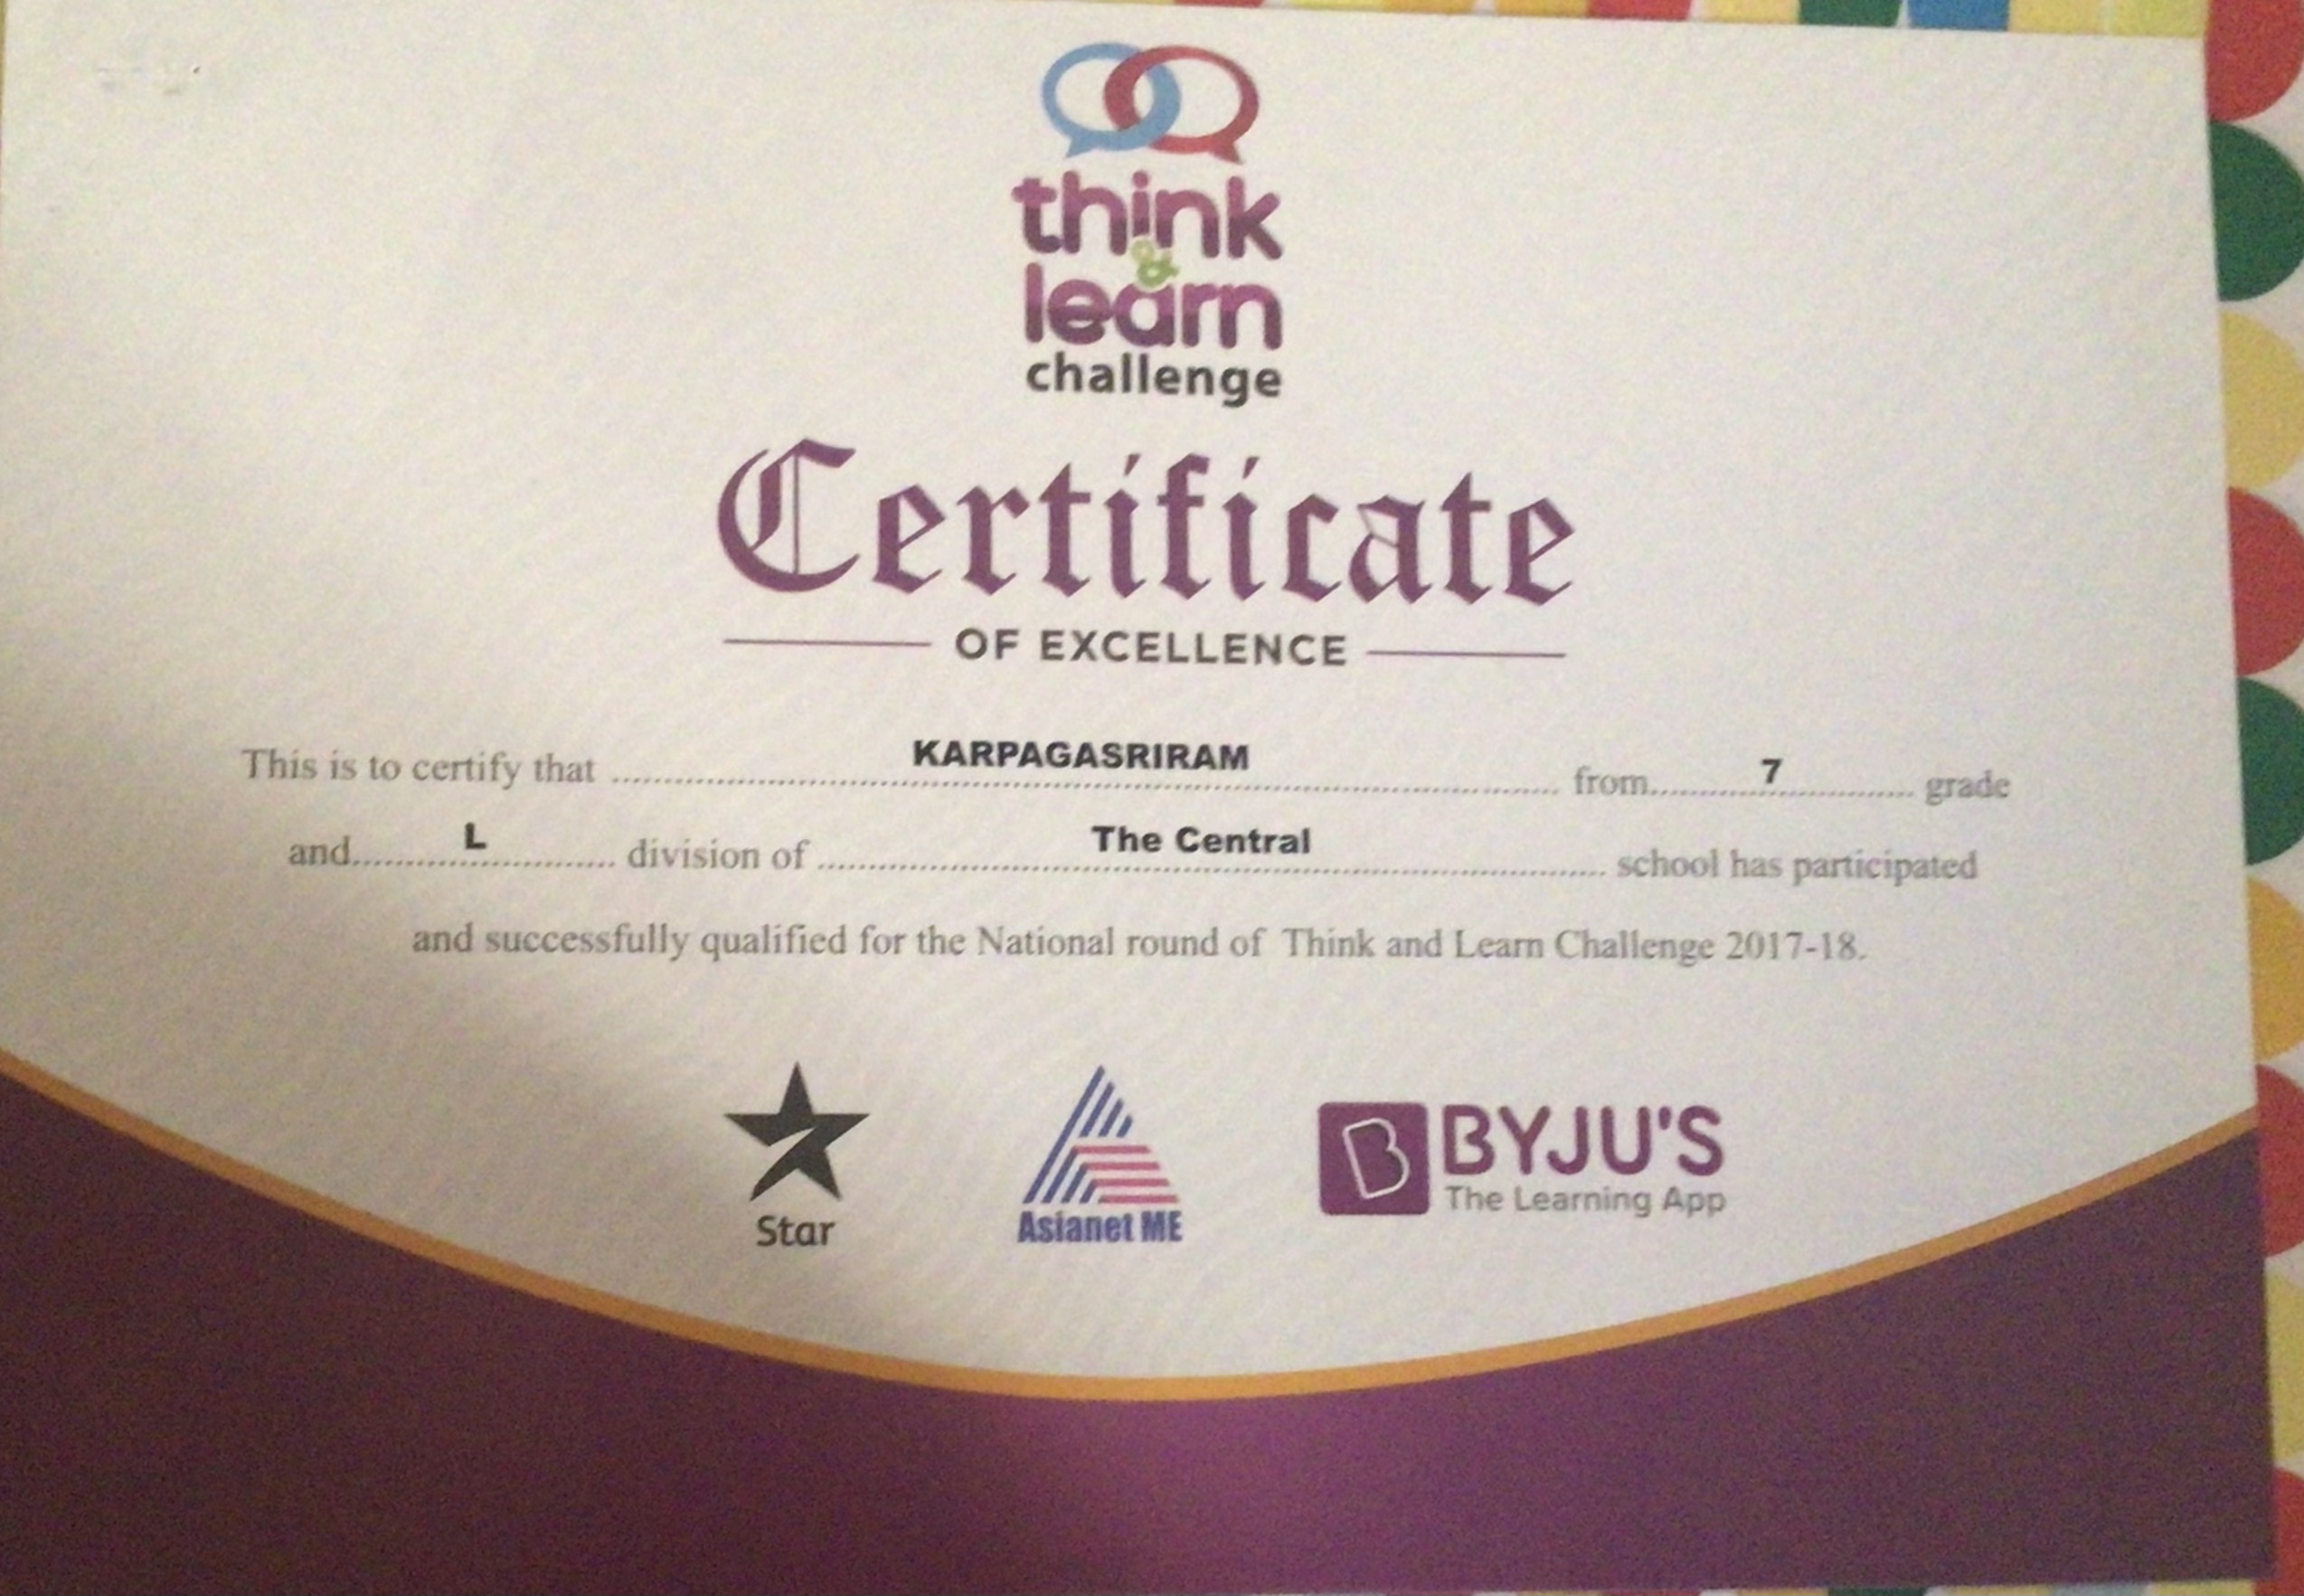 think
&
learn
challenge
Certificate
OF EXCELLENCE
This is to certify that ........ KARPAGASRIRAM ........ from ........ 7 ........ grade
and ........ L ........ division of ........ The Central ........ school has participated
and successfully qualified for the National round of Think and Learn Challenge 2017-18.
Star
Asianet ME
B BYJU'S
The Learning App